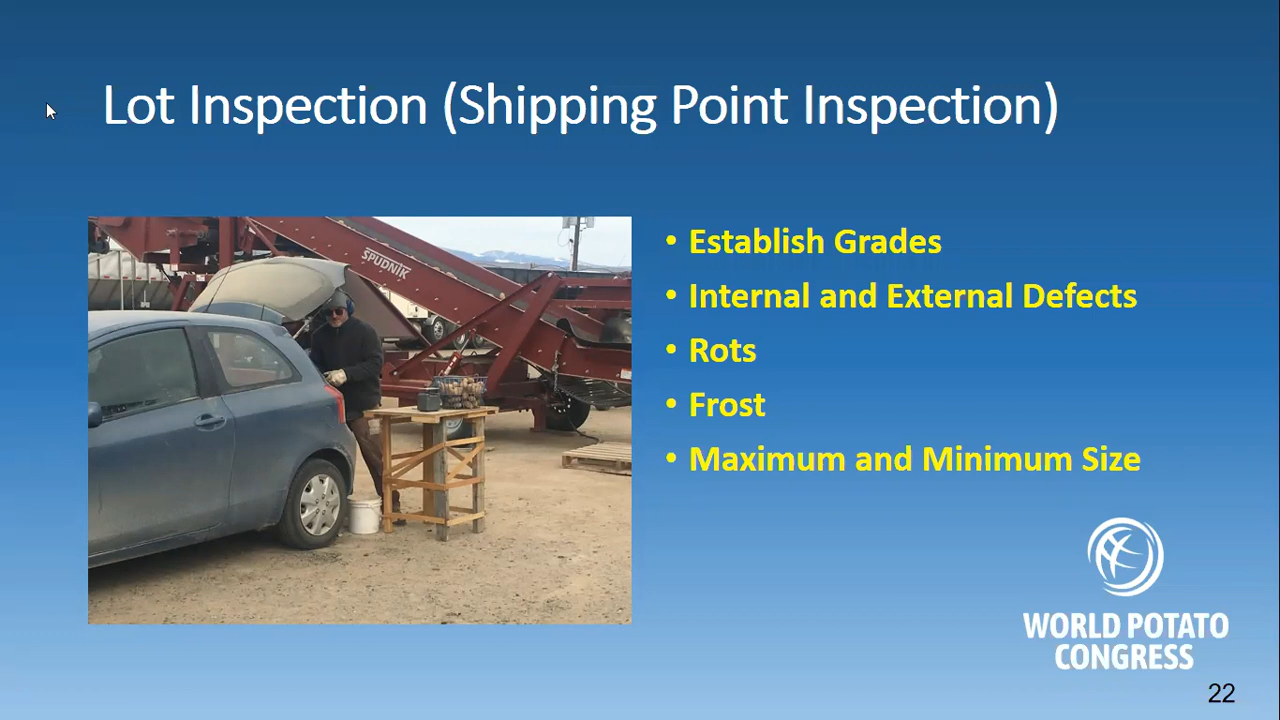 Lot Inspection (Shipping Point Inspection)
SPUDNIK
• Establish Grades
• Internal and External Defects
• Rots
• Frost
• Maximum and Minimum Size
WORLD POTATO
CONGRESS
22